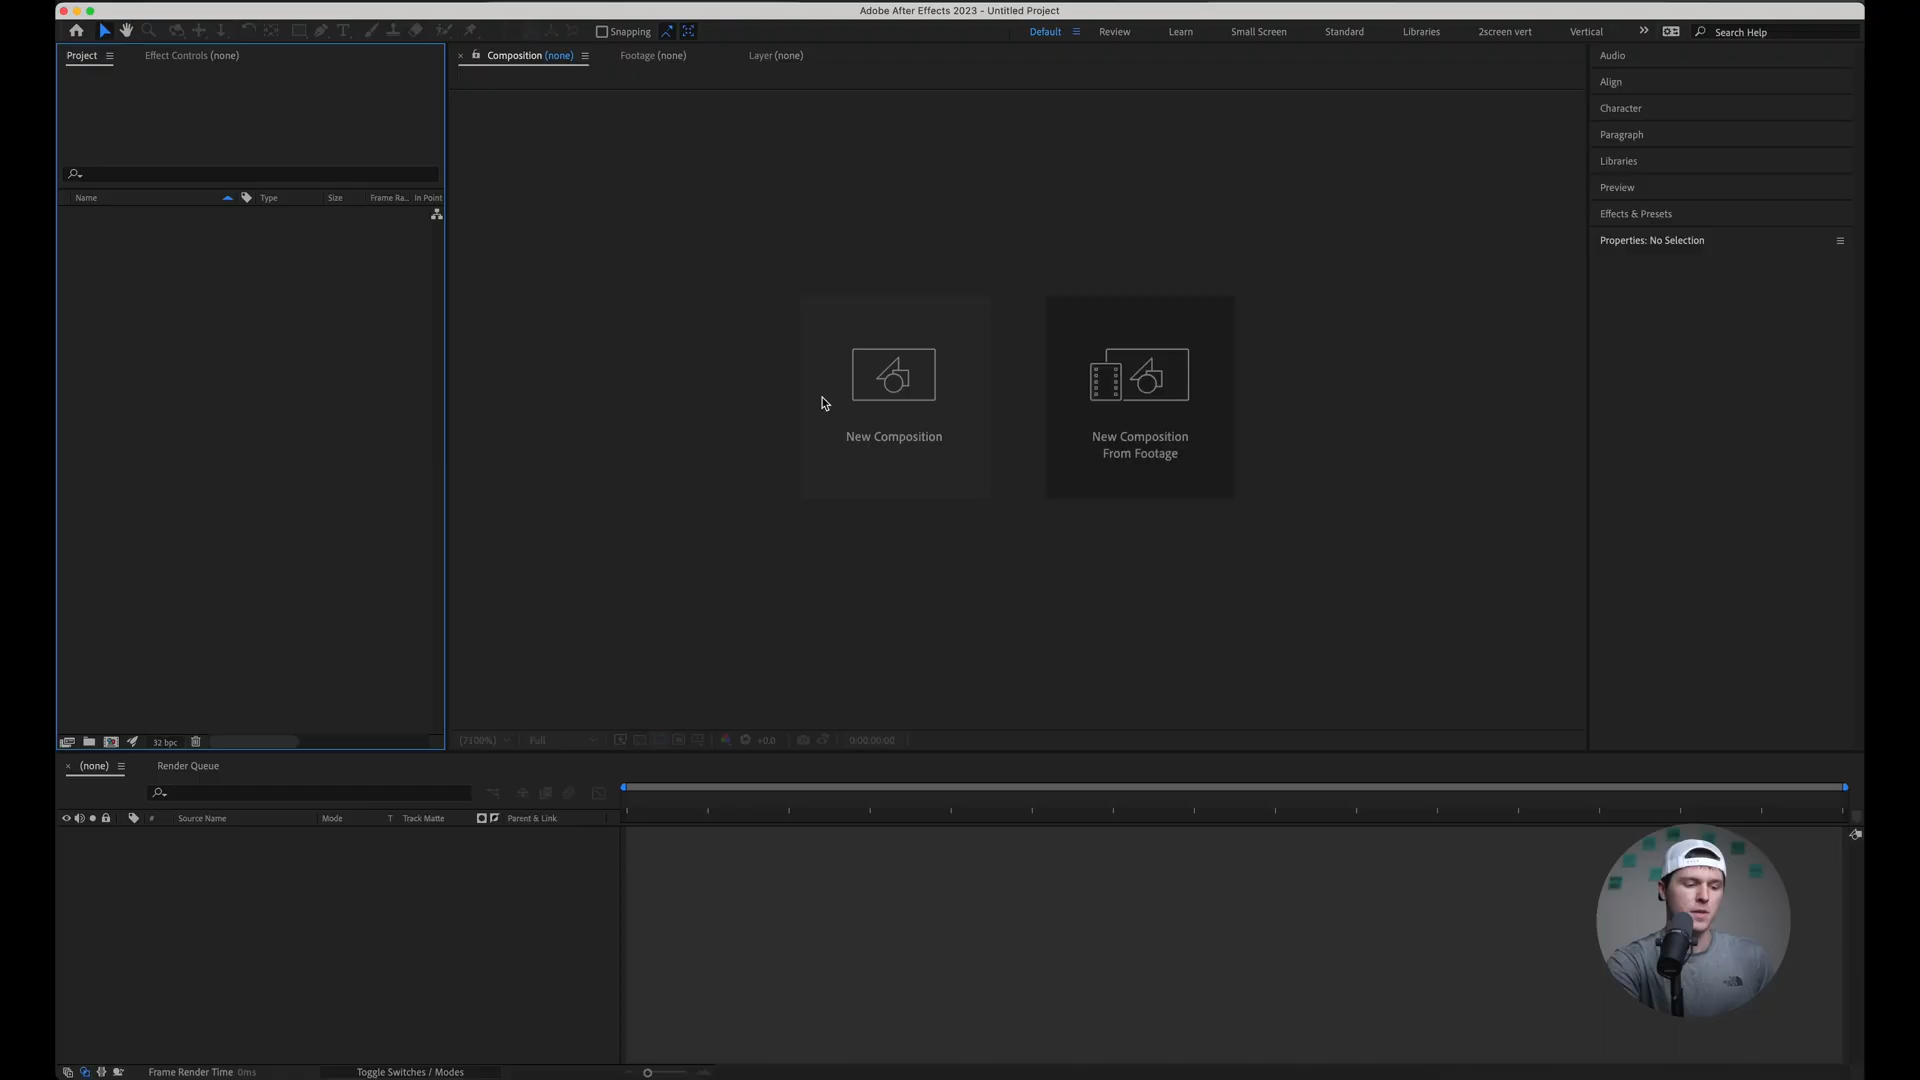 Adobe After Effects 2023 - Untitled Project
Snapping
Default
Review
Learn
Small Screen
Standard
Libraries
2screen vert
Vertical
Search Help
Project
Effect Controls (none)
Composition (none)
Footage (none)
Layer (none)
Audio
Align
Character
Paragraph
Libraries
Preview
Effects & Presets
Properties: No Selection
Name
Type
Size
Frame Ra...
In Point
New Composition
New Composition
From Footage
32 bpc
(7100%)
Full
+0.0
0:00:00:00
(none)
Render Queue
#
Source Name
Mode
T
Track Matte
Parent & Link
Frame Render Time 0ms
Toggle Switches / Modes